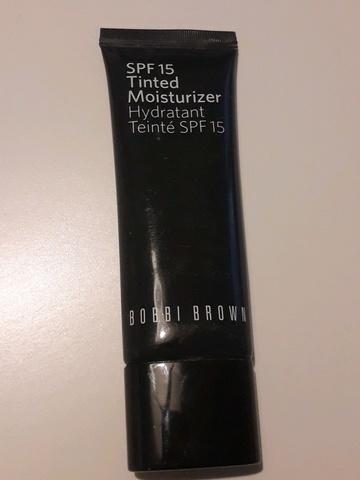 SPF 15
Tinted
Moisturizer
Hydratant
Teinté SPF 15
BOBBI BROWN